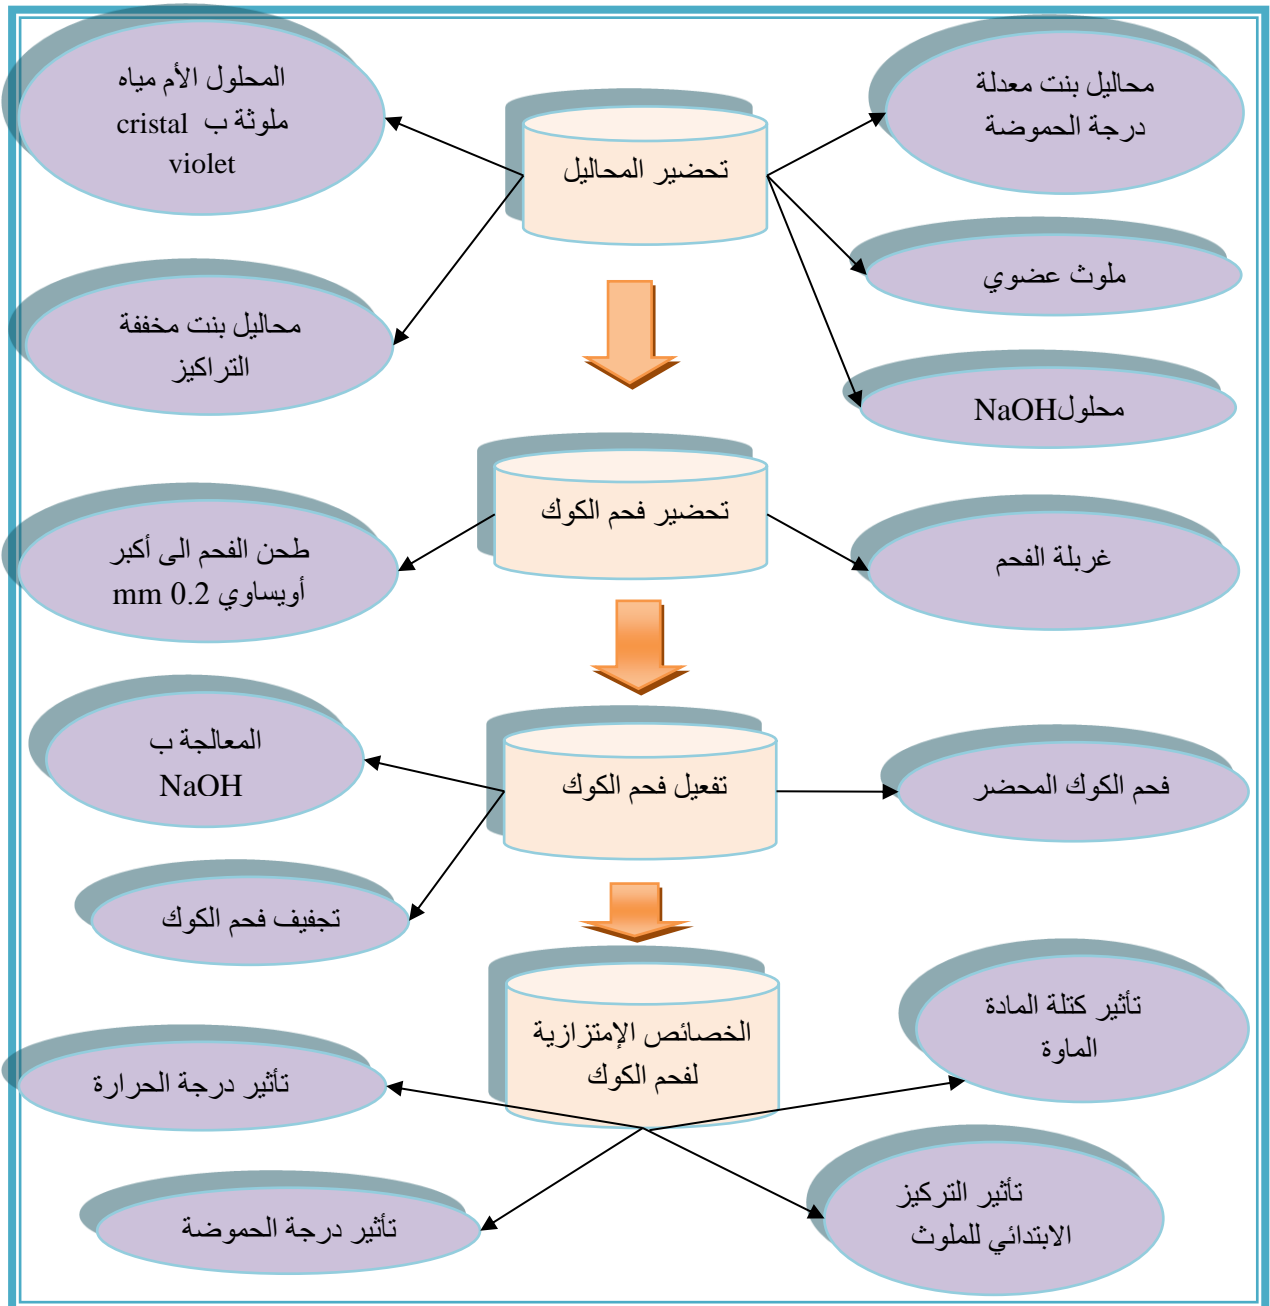 محاليل بنت معدلة
درجة الحموضة
المحلول الأم مياه
ملوثة ب cristal
violet
تحضير المحاليل
ملوث عضوي
محاليل بنت مخففة
التراكيز
محلولNaOH
تحضير فحم الكوك
غربلة الفحم
طحن الفحم الى أكبر
أويساوي 0.2 mm
المعالجة ب
NaOH
تفعيل فحم الكوك
فحم الكوك المحضر
تجفيف فحم الكوك
تأثير كتلة المادة
الماوة
الخصائص الإمتزازية
لفحم الكوك
تأثير درجة الحرارة
تأثير التركيز
الابتدائي للملوث
تأثير درجة الحموضة